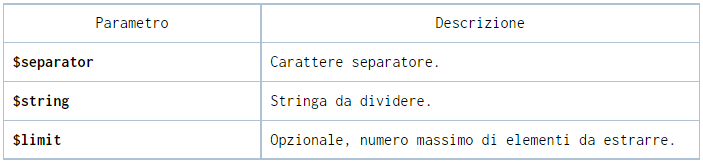 Parametro Descrizione
$separator Carattere separatore.
$string Stringa da dividere.
$limit Opzionale, numero massimo di elementi da estrarre.